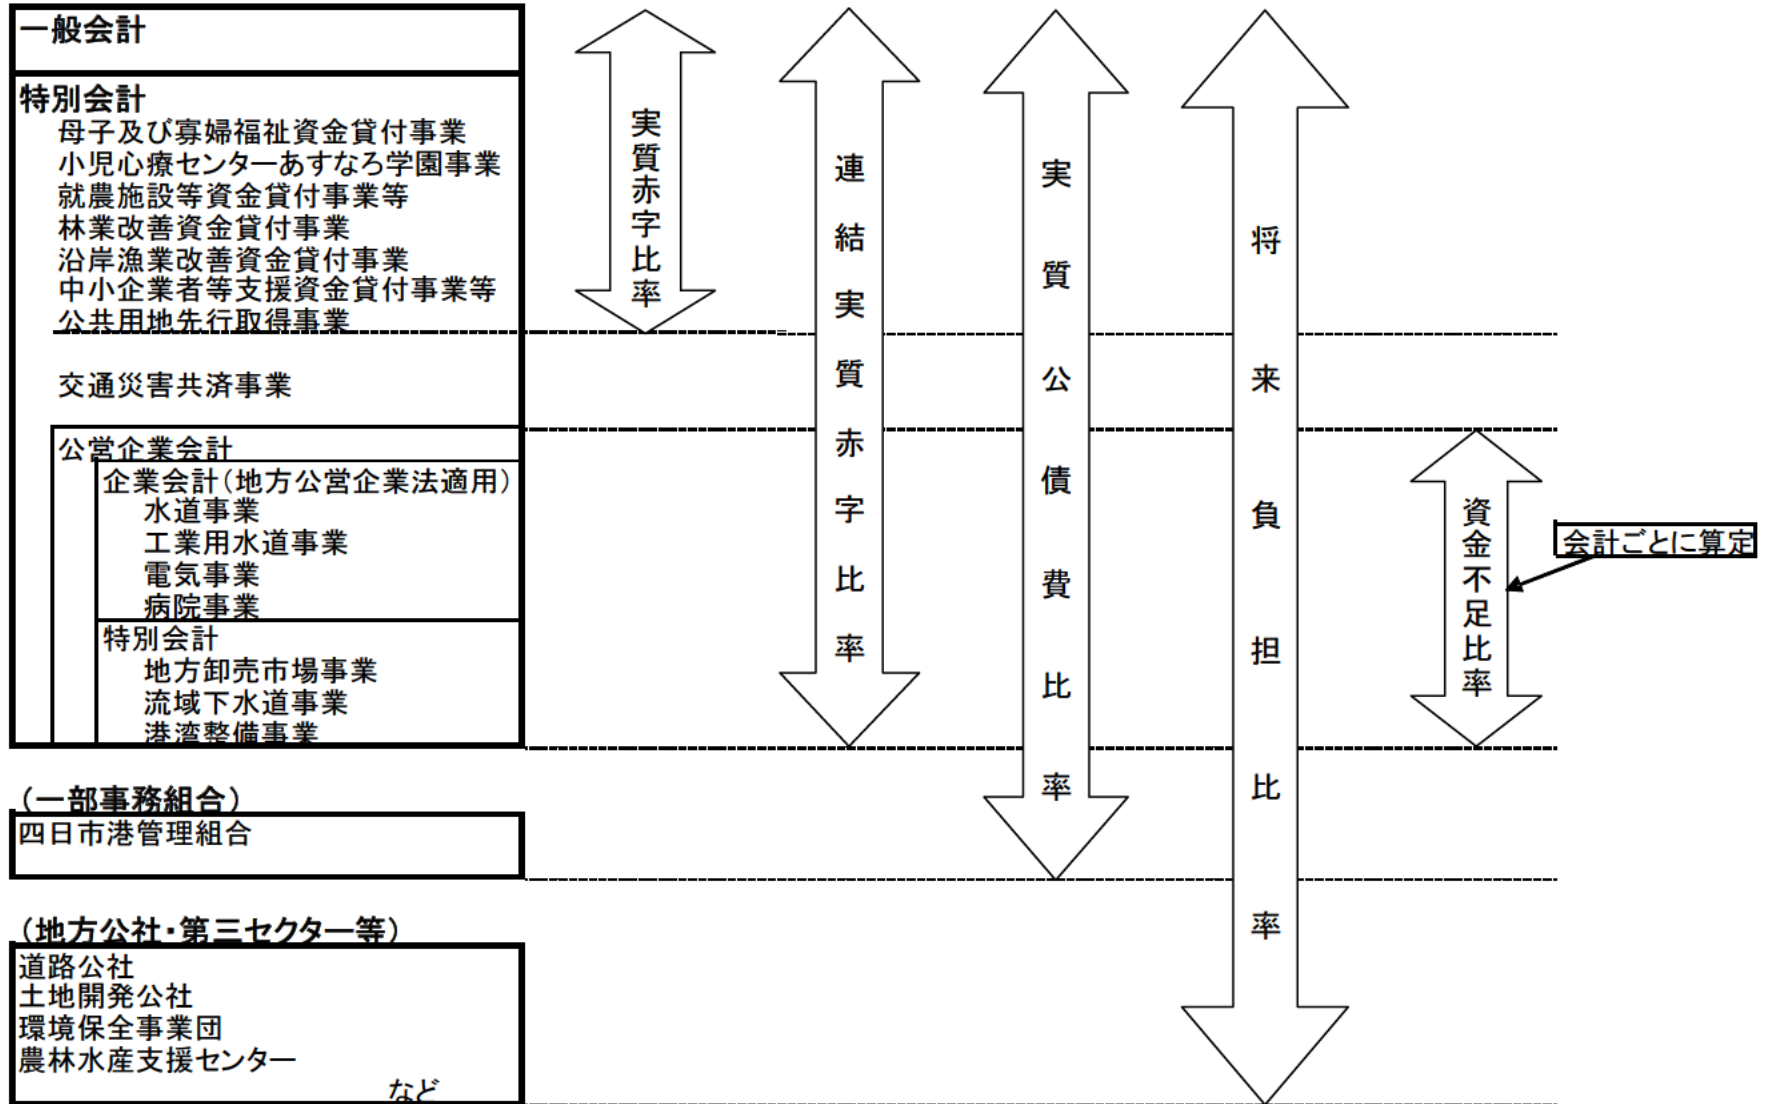 一般会計
特別会計
母子及び寡婦福祉資金貸付事業
小児心療センターあすなろ学園事業
就農施設等資金貸付事業等
林業改善資金貸付事業
沿岸漁業改善資金貸付事業
中小企業者等支援資金貸付事業等
公共用地先行取得事業
交通災害共済事業
公営企業会計
企業会計(地方公営企業法適用)
水道事業
工業用水道事業
電気事業
病院事業
特別会計
地方卸売市場事業
流域下水道事業
港湾整備事業
(一部事務組合)
四日市港管理組合
(地方公社・第三セクター等)
道路公社
土地開発公社
環境保全事業団
農林水産支援センター
など
実質赤字比率
連結実質赤字比率
実質公債費比率
将来負担比率
資金不足比率
会計ごとに算定